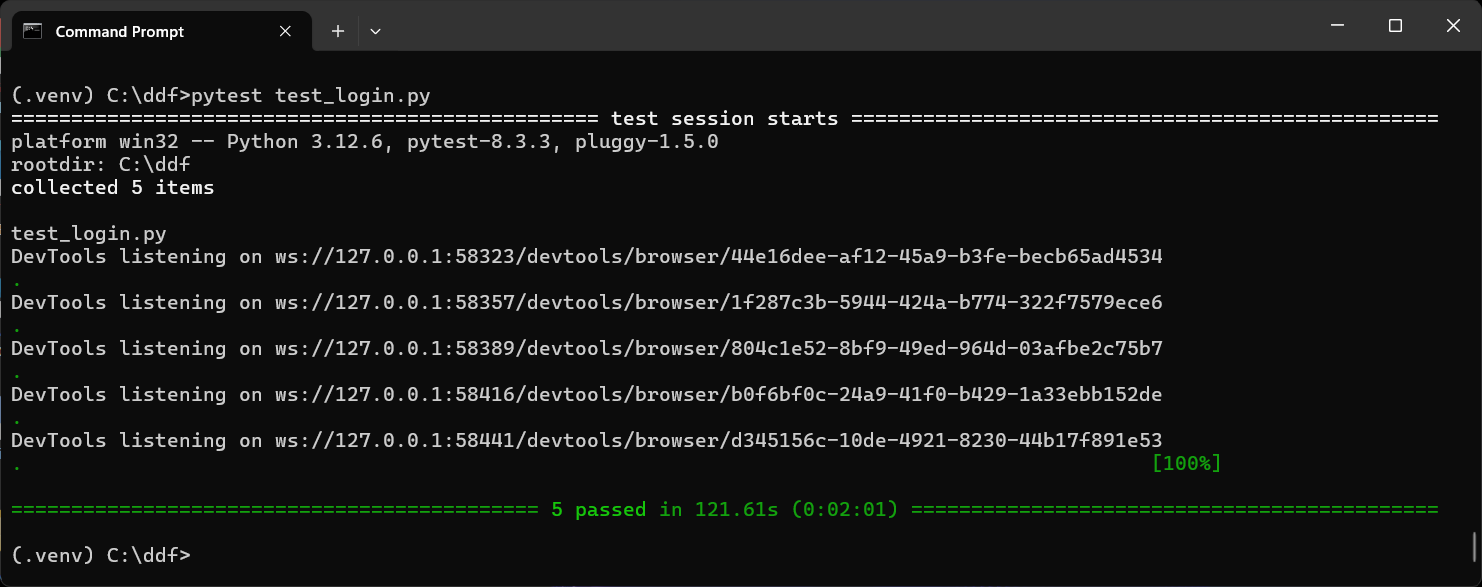 Command Prompt
(.venv) C:\ddf>pytest test_login.py
================================================= test session starts =================================================
platform win32 -- Python 3.12.6, pytest-8.3.3, pluggy-1.5.0
rootdir: C:\ddf
collected 5 items
test_login.py
DevTools listening on ws://127.0.0.1:58323/devtools/browser/44e16dee-af12-45a9-b3fe-becb65ad4534
.
DevTools listening on ws://127.0.0.1:58357/devtools/browser/1f287c3b-5944-424a-b774-322f7579ece6
.
DevTools listening on ws://127.0.0.1:58389/devtools/browser/804c1e52-8bf9-49ed-964d-03afbe2c75b7
.
DevTools listening on ws://127.0.0.1:58416/devtools/browser/b0f6bf0c-24a9-41f0-b429-1a33ebb152de
.
DevTools listening on ws://127.0.0.1:58441/devtools/browser/d345156c-10de-4921-8230-44b17f891e53
. [100%]
============================================ 5 passed in 121.61s (0:02:01) ============================================
(.venv) C:\ddf>